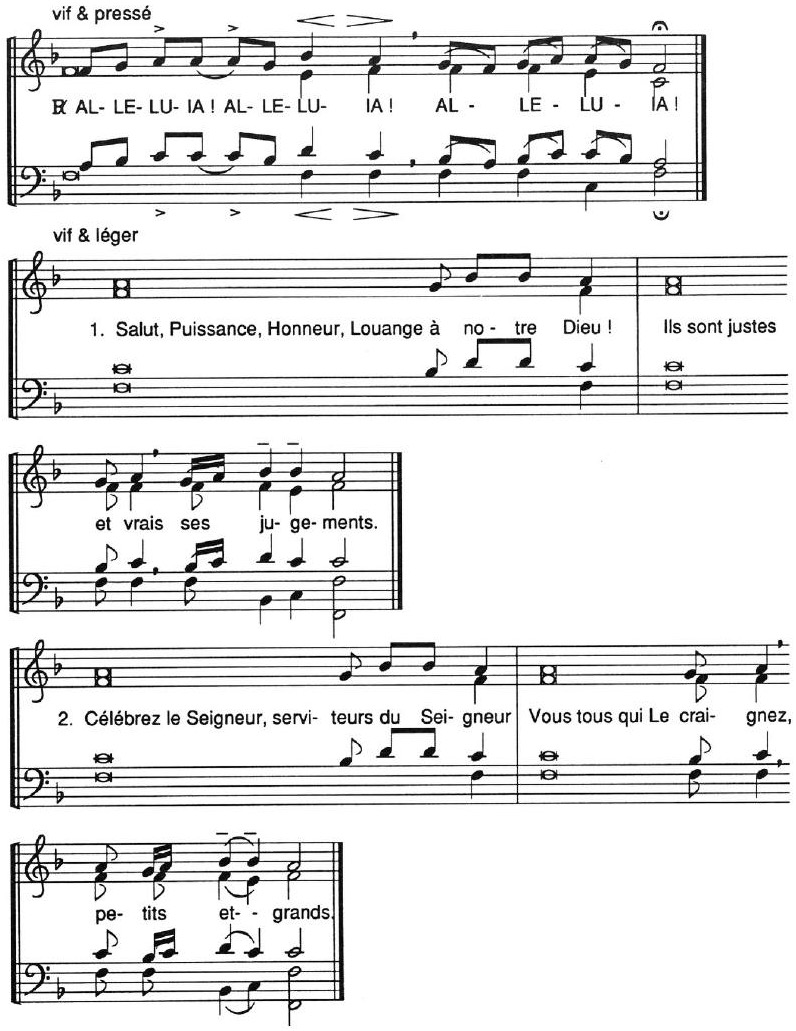 vif & pressé
℟ AL- LE- LU- IA ! AL- LE- LU- IA ! AL - LE - LU - IA !
vif & léger
1. Salut, Puissance, Honneur, Louange à no - tre Dieu ! Ils sont justes
et vrais ses ju- ge- ments.
2. Célébrez le Seigneur, servi- teurs du Sei- gneur Vous tous qui Le crai- gnez,
pe- tits et- - grands.